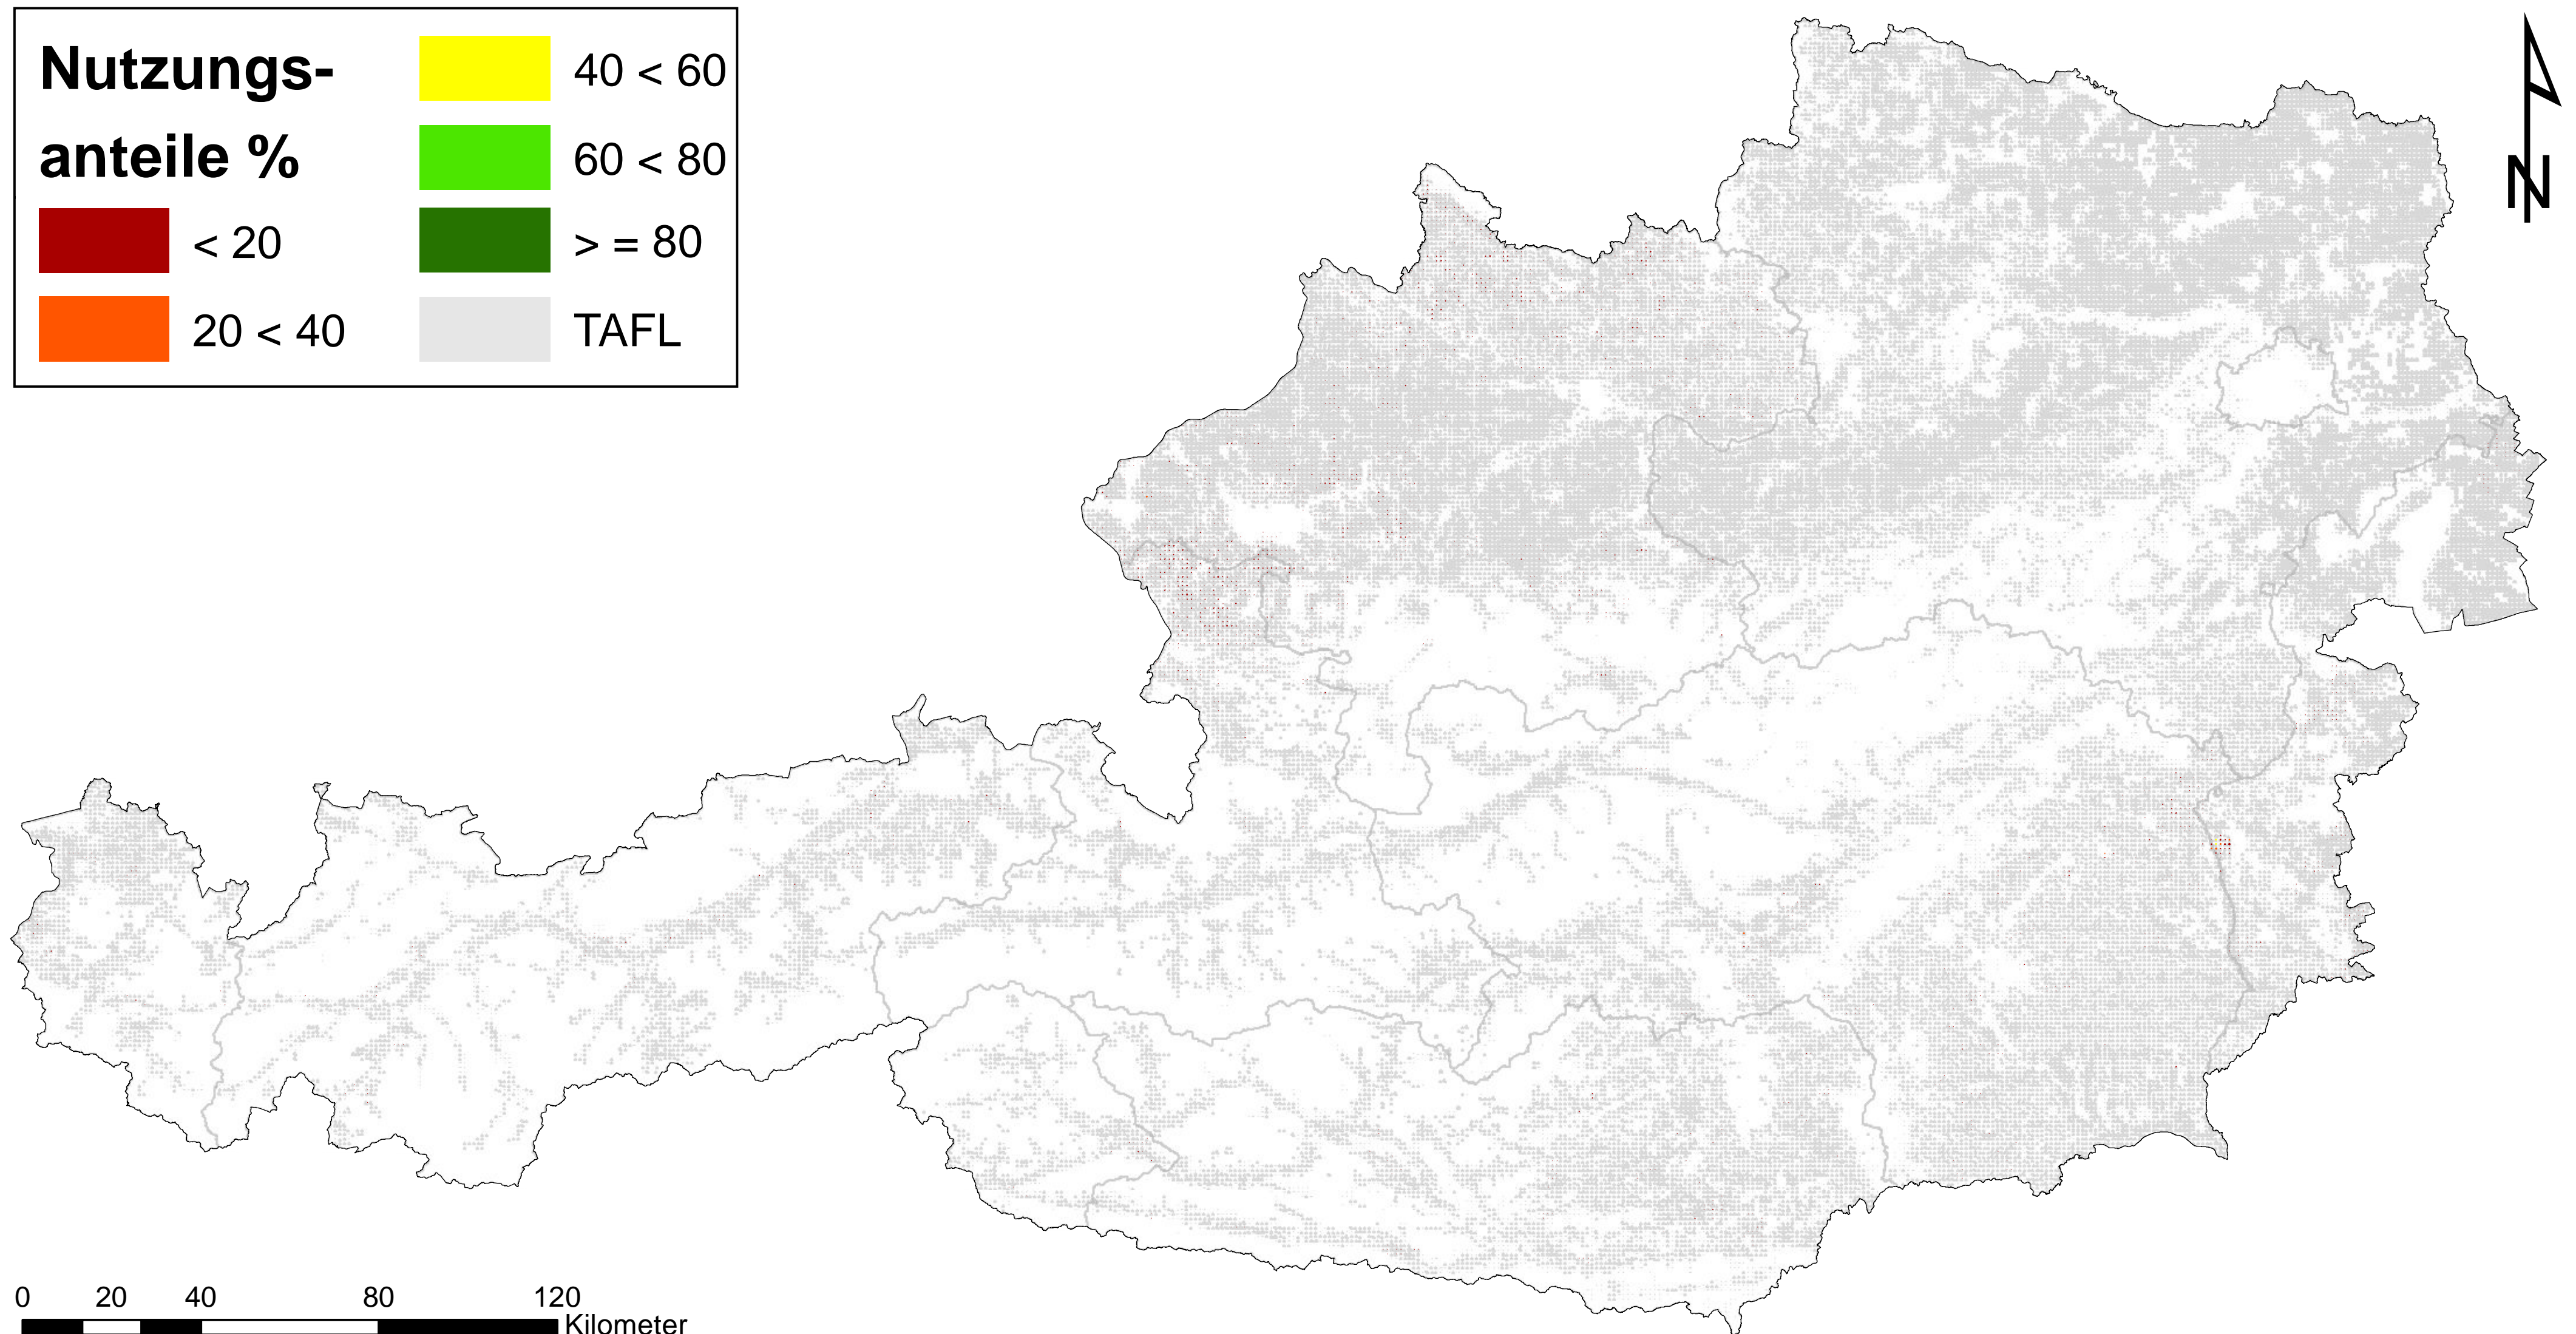 Nutzungs-
anteile %
< 20
20 < 40
40 < 60
60 < 80
> = 80
TAFL
N
0 20 40 80 120
Kilometer